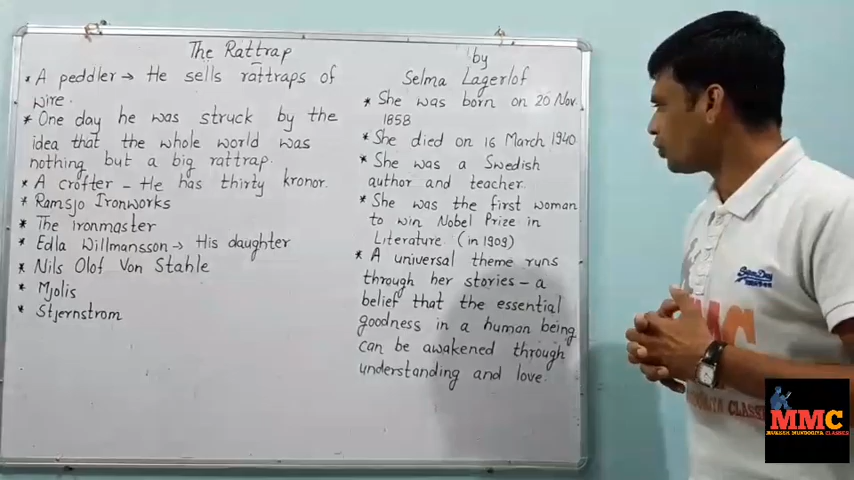 The Rattrap
* A peddler → He sells rattraps of
wire.
* One day he was struck by the
idea that the whole world was
nothing but a big rattrap.
* A crofter - He has thirty kronor.
* Ramsjo Ironworks
* The ironmaster
* Edla Willmansson → His daughter
* Nils Olof Von Stahle
* Mjolis
* Stjernstrom
by
Selma Lagerlof
* She was born on 20 Nov.
1858
* She died on 16 March 1940
* She was a Swedish
author and teacher.
* She was the first woman
to win Nobel Prize in
Literature. (in 1909)
* A universal theme runs
through her stories - a
belief that the essential
goodness in a human being
can be awakened through
understanding and love.
MMC
MUKESH MUNDOTIYA CLASSES